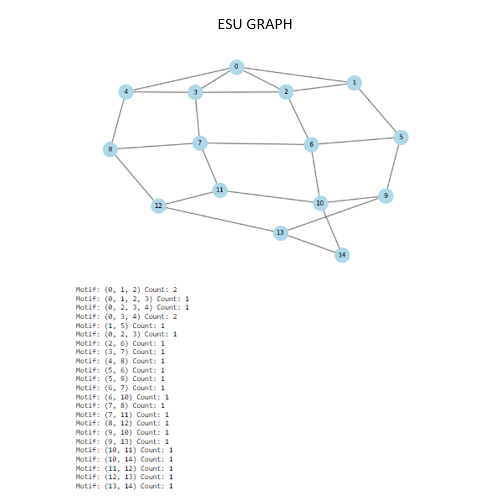 ESU GRAPH
0
1
4
3
2
5
7
6
8
11
9
10
12
13
14
Motif: (0, 1, 2) Count: 2
Motif: (0, 1, 2, 3) Count: 1
Motif: (0, 2, 3, 4) Count: 1
Motif: (0, 3, 4) Count: 2
Motif: (1, 5) Count: 1
Motif: (0, 2, 3) Count: 1
Motif: (2, 6) Count: 1
Motif: (3, 7) Count: 1
Motif: (4, 8) Count: 1
Motif: (5, 6) Count: 1
Motif: (5, 9) Count: 1
Motif: (6, 7) Count: 1
Motif: (6, 10) Count: 1
Motif: (7, 8) Count: 1
Motif: (7, 11) Count: 1
Motif: (8, 12) Count: 1
Motif: (9, 10) Count: 1
Motif: (9, 13) Count: 1
Motif: (10, 11) Count: 1
Motif: (10, 14) Count: 1
Motif: (11, 12) Count: 1
Motif: (12, 13) Count: 1
Motif: (13, 14) Count: 1